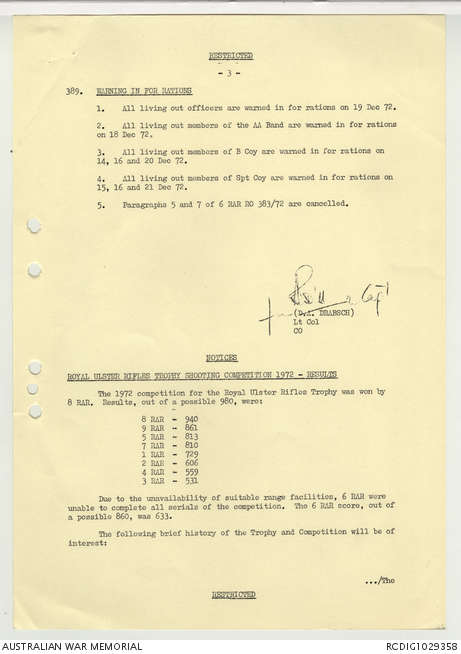 RESTRICTED
- 3 -
389. WARNING IN FOR RATIONS
1. All living out officers are warned in for rations on 19 Dec 72.
2. All living out members of the AA Band are warned in for rations
on 18 Dec 72.
3. All living out members of B Coy are warned in for rations on
14, 16 and 20 Dec 72.
4. All living out members of Spt Coy are warned in for rations on
15, 16 and 21 Dec 72.
5. Paragraphs 5 and 7 of 6 RAR RO 383/72 are cancelled.
(D.A. DRABSCH)
Lt Col
CO
NOTICES
ROYAL ULSTER RIFLES TROPHY SHOOTING COMPETITION 1972 - RESULTS
The 1972 competition for the Royal Ulster Rifles Trophy was won by
8 RAR. Results, out of a possible 980, were:
8 RAR - 940
9 RAR - 861
5 RAR - 813
7 RAR - 810
1 RAR - 729
2 RAR - 606
4 RAR - 559
3 RAR - 531
Due to the unavailability of suitable range facilities, 6 RAR were
unable to complete all serials of the competition. The 6 RAR score, out of
a possible 860, was 633.
The following brief history of the Trophy and Competition will be of
interest:
.../The
RESTRICTED
AUSTRALIAN WAR MEMORIAL
RCDIG1029358